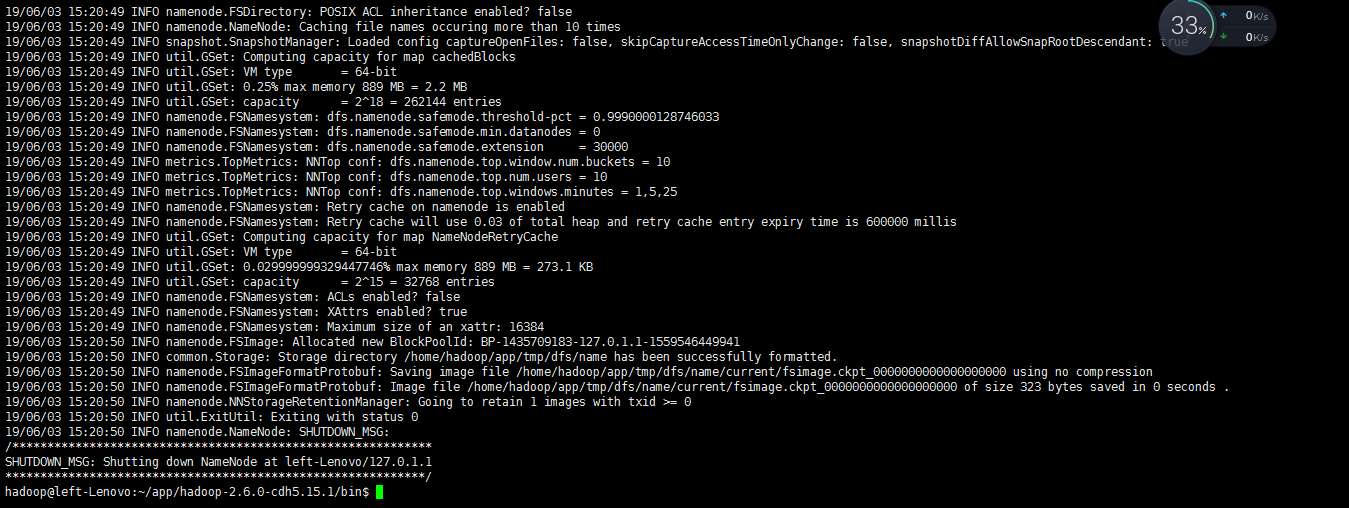 19/06/03 15:20:49 INFO namenode.FSDirectory: POSIX ACL inheritance enabled? false
19/06/03 15:20:49 INFO namenode.NameNode: Caching file names occuring more than 10 times
19/06/03 15:20:49 INFO snapshot.SnapshotManager: Loaded config captureOpenFiles: false, skipCaptureAccessTimeOnlyChange: false, snapshotDiffAllowSnapRootDescendant: true
33%
0K/s
0K/s
19/06/03 15:20:49 INFO util.GSet: Computing capacity for map cachedBlocks
19/06/03 15:20:49 INFO util.GSet: VM type       = 64-bit
19/06/03 15:20:49 INFO util.GSet: 0.25% max memory 889 MB = 2.2 MB
19/06/03 15:20:49 INFO util.GSet: capacity      = 2^18 = 262144 entries
19/06/03 15:20:49 INFO namenode.FSNamesystem: dfs.namenode.safemode.threshold-pct = 0.9990000128746033
19/06/03 15:20:49 INFO namenode.FSNamesystem: dfs.namenode.safemode.min.datanodes = 0
19/06/03 15:20:49 INFO namenode.FSNamesystem: dfs.namenode.safemode.extension     = 30000
19/06/03 15:20:49 INFO metrics.TopMetrics: NNTop conf: dfs.namenode.top.window.num.buckets = 10
19/06/03 15:20:49 INFO metrics.TopMetrics: NNTop conf: dfs.namenode.top.num.users = 10
19/06/03 15:20:49 INFO metrics.TopMetrics: NNTop conf: dfs.namenode.top.windows.minutes = 1,5,25
19/06/03 15:20:49 INFO namenode.FSNamesystem: Retry cache on namenode is enabled
19/06/03 15:20:49 INFO namenode.FSNamesystem: Retry cache will use 0.03 of total heap and retry cache entry expiry time is 600000 millis
19/06/03 15:20:49 INFO util.GSet: Computing capacity for map NameNodeRetryCache
19/06/03 15:20:49 INFO util.GSet: VM type       = 64-bit
19/06/03 15:20:49 INFO util.GSet: 0.029999999329447746% max memory 889 MB = 273.1 KB
19/06/03 15:20:49 INFO util.GSet: capacity      = 2^15 = 32768 entries
19/06/03 15:20:49 INFO namenode.FSNamesystem: ACLs enabled? false
19/06/03 15:20:49 INFO namenode.FSNamesystem: XAttrs enabled? true
19/06/03 15:20:49 INFO namenode.FSNamesystem: Maximum size of an xattr: 16384
19/06/03 15:20:50 INFO namenode.FSImage: Allocated new BlockPoolId: BP-1435709183-127.0.1.1-1559546449941
19/06/03 15:20:50 INFO common.Storage: Storage directory /home/hadoop/app/tmp/dfs/name has been successfully formatted.
19/06/03 15:20:50 INFO namenode.FSImageFormatProtobuf: Saving image file /home/hadoop/app/tmp/dfs/name/current/fsimage.ckpt_0000000000000000000 using no compression
19/06/03 15:20:50 INFO namenode.FSImageFormatProtobuf: Image file /home/hadoop/app/tmp/dfs/name/current/fsimage.ckpt_0000000000000000000 of size 323 bytes saved in 0 seconds .
19/06/03 15:20:50 INFO namenode.NNStorageRetentionManager: Going to retain 1 images with txid >= 0
19/06/03 15:20:50 INFO util.ExitUtil: Exiting with status 0
19/06/03 15:20:50 INFO namenode.NameNode: SHUTDOWN_MSG:
/************************************************************
SHUTDOWN_MSG: Shutting down NameNode at left-Lenovo/127.0.1.1
************************************************************/
hadoop@left-Lenovo:~/app/hadoop-2.6.0-cdh5.15.1/bin$